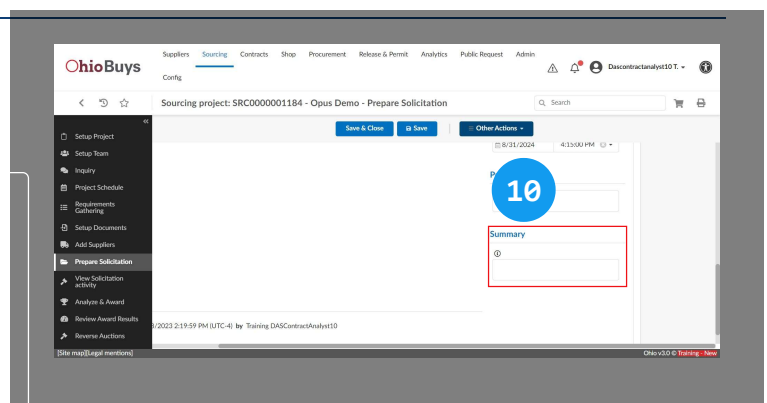 OhioBuys
Suppliers Sourcing Contracts Shop Procurement Release & Permit Analytics Public Request Admin
Config
Dascontractanalyst10 T.
Sourcing project: SRC0000001184 - Opus Demo - Prepare Solicitation
Search
Save & Close Save Other Actions
Setup Project
Setup Team
Inquiry
Project Schedule
Requirements
Gathering
Setup Documents
Add Suppliers
Prepare Solicitation
View Solicitation
activity
Analyze & Award
Review Award Results
Reverse Auctions
8/31/2024 4:15:00 PM
P
10
Summary
/2023 2:19:59 PM (UTC-4) by Training DASContractAnalyst10
[Site map][Legal mentions]
Ohio v3.0 © Training - New